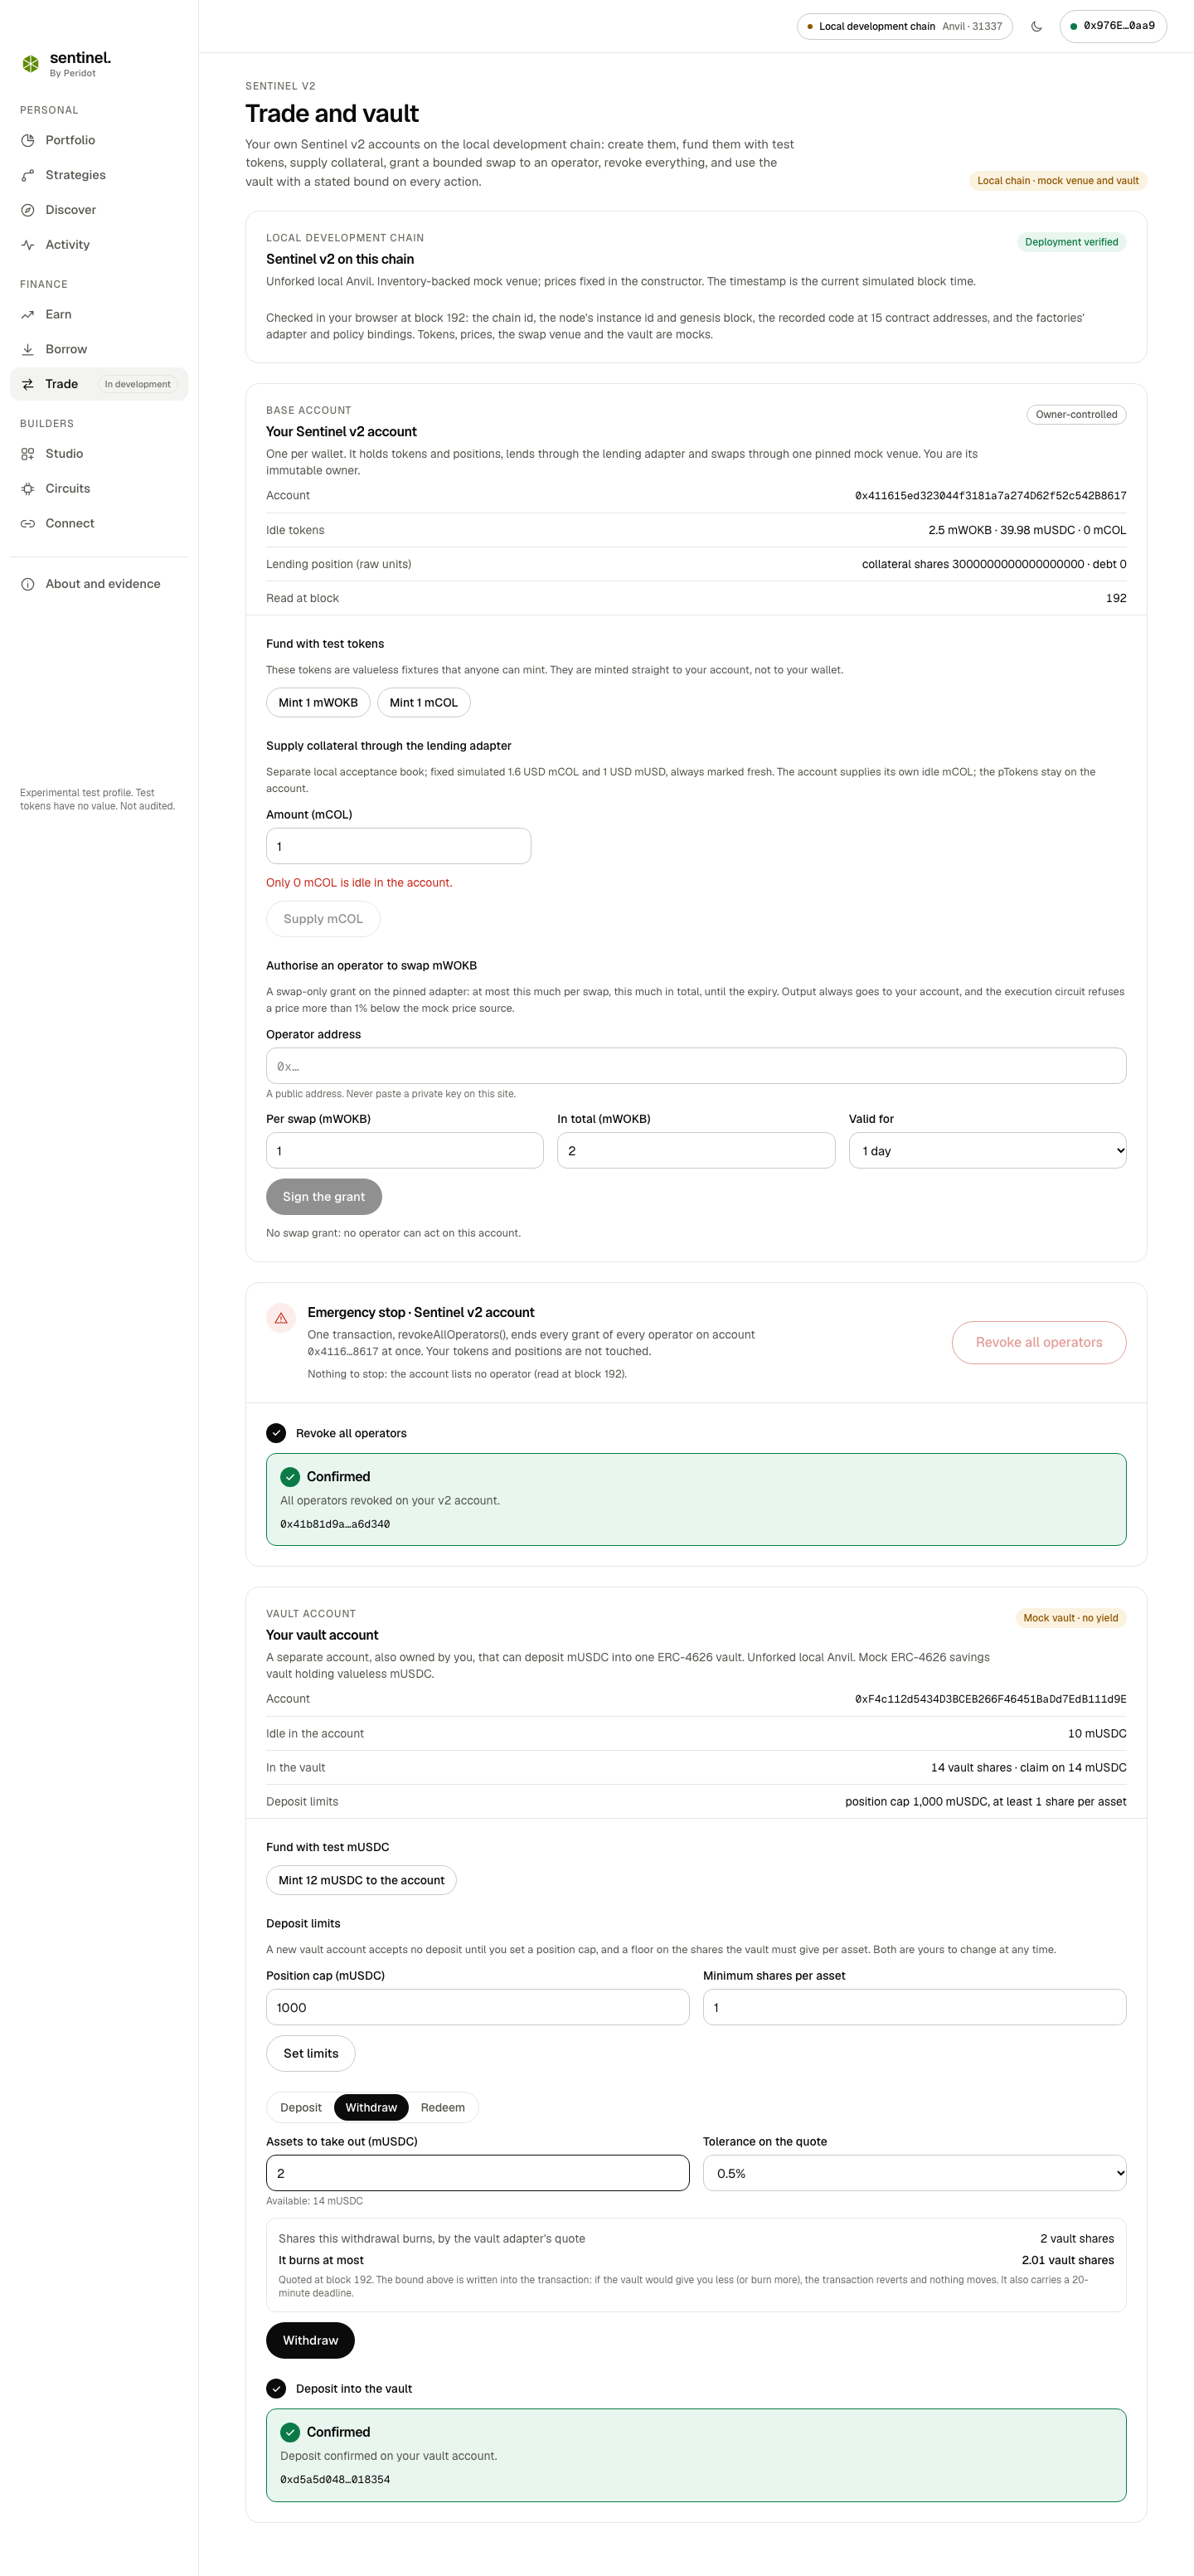 Local development chain Anvil · 31337
0x976E…0aa9
sentinel.
By Peridot
PERSONAL
Portfolio
Strategies
Discover
Activity
FINANCE
Earn
Borrow
Trade In development
BUILDERS
Studio
Circuits
Connect
About and evidence
Experimental test profile. Test
tokens have no value. Not audited.
SENTINEL V2
Trade and vault
Your own Sentinel v2 accounts on the local development chain: create them, fund them with test
tokens, supply collateral, grant a bounded swap to an operator, revoke everything, and use the
vault with a stated bound on every action.
Local chain · mock venue and vault
LOCAL DEVELOPMENT CHAIN
Deployment verified
Sentinel v2 on this chain
Unforked local Anvil. Inventory-backed mock venue; prices fixed in the constructor. The timestamp is the current simulated block time.
Checked in your browser at block 192: the chain id, the node's instance id and genesis block, the recorded code at 15 contract addresses, and the factories'
adapter and policy bindings. Tokens, prices, the swap venue and the vault are mocks.
BASE ACCOUNT
Owner-controlled
Your Sentinel v2 account
One per wallet. It holds tokens and positions, lends through the lending adapter and swaps through one pinned mock venue. You are its
immutable owner.
Account 0x411615ed323044f3181a7a274D62f52c542B8617
Idle tokens 2.5 mWOKB · 39.98 mUSDC · 0 mCOL
Lending position (raw units) collateral shares 3000000000000000000 · debt 0
Read at block 192
Fund with test tokens
These tokens are valueless fixtures that anyone can mint. They are minted straight to your account, not to your wallet.
Mint 1 mWOKB Mint 1 mCOL
Supply collateral through the lending adapter
Separate local acceptance book; fixed simulated 1.6 USD mCOL and 1 USD mUSD, always marked fresh. The account supplies its own idle mCOL; the pTokens stay on the
account.
Amount (mCOL)
1
Only 0 mCOL is idle in the account.
Supply mCOL
Authorise an operator to swap mWOKB
A swap-only grant on the pinned adapter: at most this much per swap, this much in total, until the expiry. Output always goes to your account, and the execution circuit refuses
a price more than 1% below the mock price source.
Operator address
0x…
A public address. Never paste a private key on this site.
Per swap (mWOKB) In total (mWOKB) Valid for
1 2 1 day
Sign the grant
No swap grant: no operator can act on this account.
Emergency stop · Sentinel v2 account
One transaction, revokeAllOperators(), ends every grant of every operator on account
0x4116…8617 at once. Your tokens and positions are not touched.
Nothing to stop: the account lists no operator (read at block 192).
Revoke all operators
Revoke all operators
Confirmed
All operators revoked on your v2 account.
0x41b81d9a…a6d340
VAULT ACCOUNT
Mock vault · no yield
Your vault account
A separate account, also owned by you, that can deposit mUSDC into one ERC-4626 vault. Unforked local Anvil. Mock ERC-4626 savings
vault holding valueless mUSDC.
Account 0xF4c112d5434D3BCEB266F46451BaDd7EdB111d9E
Idle in the account 10 mUSDC
In the vault 14 vault shares · claim on 14 mUSDC
Deposit limits position cap 1,000 mUSDC, at least 1 share per asset
Fund with test mUSDC
Mint 12 mUSDC to the account
Deposit limits
A new vault account accepts no deposit until you set a position cap, and a floor on the shares the vault must give per asset. Both are yours to change at any time.
Position cap (mUSDC) Minimum shares per asset
1000 1
Set limits
Deposit Withdraw Redeem
Assets to take out (mUSDC) Tolerance on the quote
2 0.5%
Available: 14 mUSDC
Shares this withdrawal burns, by the vault adapter's quote 2 vault shares
It burns at most 2.01 vault shares
Quoted at block 192. The bound above is written into the transaction: if the vault would give you less (or burn more), the transaction reverts and nothing moves. It also carries a 20-
minute deadline.
Withdraw
Deposit into the vault
Confirmed
Deposit confirmed on your vault account.
0xd5a5d048…018354